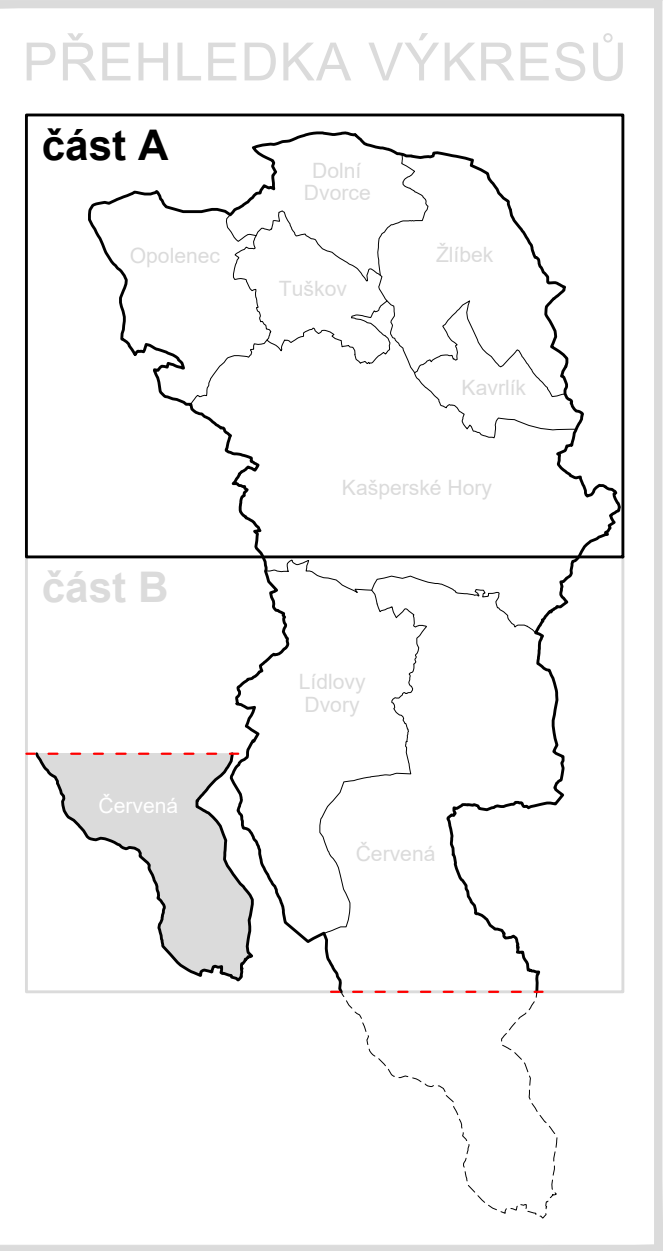 PŘEHLEDKA VÝKRESŮ
část A
Dolní
Dvorce
Opolenec
Žlíbek
Tuškov
Kavrlík
Kašperské Hory
část B
Lídlovy
Dvory
Červená
Červená